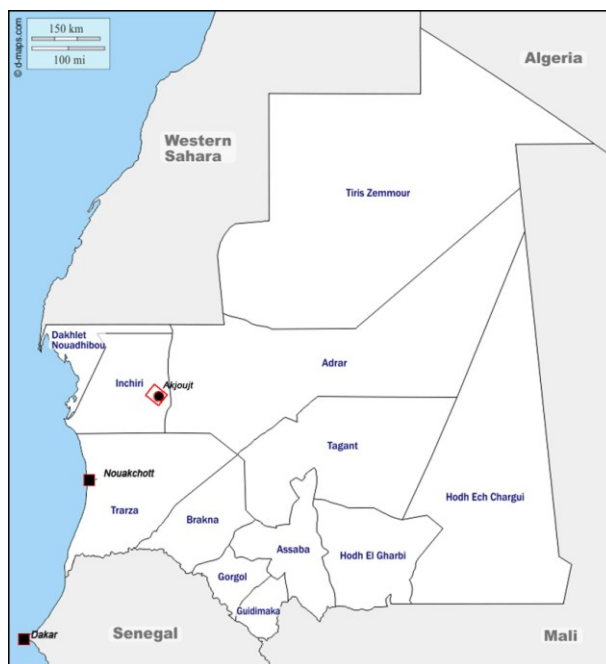 150 km
100 mi
© d-maps.com
Algeria
Western
Sahara
Tiris Zemmour
Dakhlet
Nouadhibou
Adrar
Inchiri
Akjoujt
Tagant
Nouakchott
Hodh Ech Chargui
Trarza
Brakna
Assaba
Hodh El Gharbi
Gorgol
Guidimaka
Dakar
Senegal
Mali